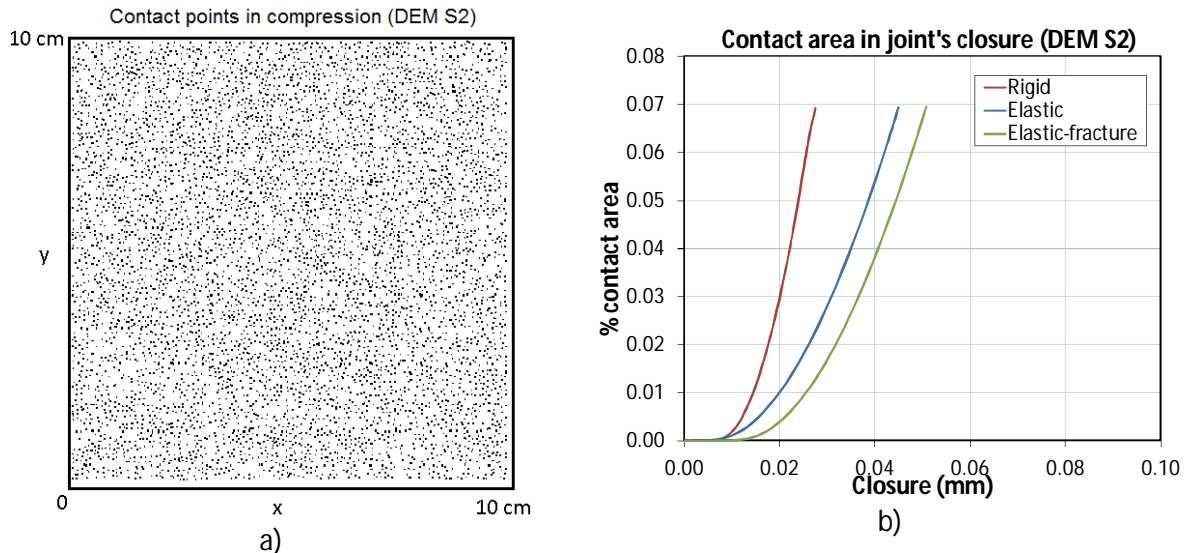 Contact points in compression (DEM S2)
10 cm
y
0
x
10 cm
a)
Contact area in joint's closure (DEM S2)
% contact area
0.08
0.07
0.06
0.05
0.04
0.03
0.02
0.01
0.00
Rigid
Elastic
Elastic-fracture
0.00 0.02 0.04 0.06 0.08 0.10
Closure (mm)
b)